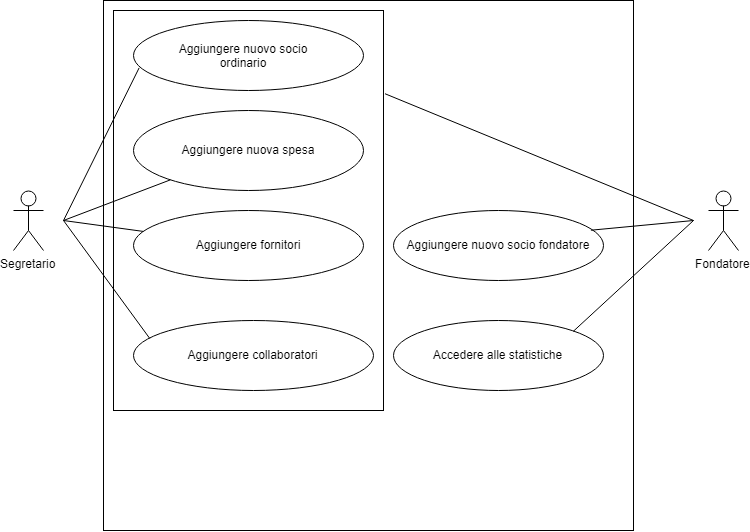 Aggiungere nuovo socio
ordinario
Aggiungere nuova spesa
Aggiungere fornitori
Aggiungere nuovo socio fondatore
Segretario
Fondatore
Aggiungere collaboratori
Accedere alle statistiche